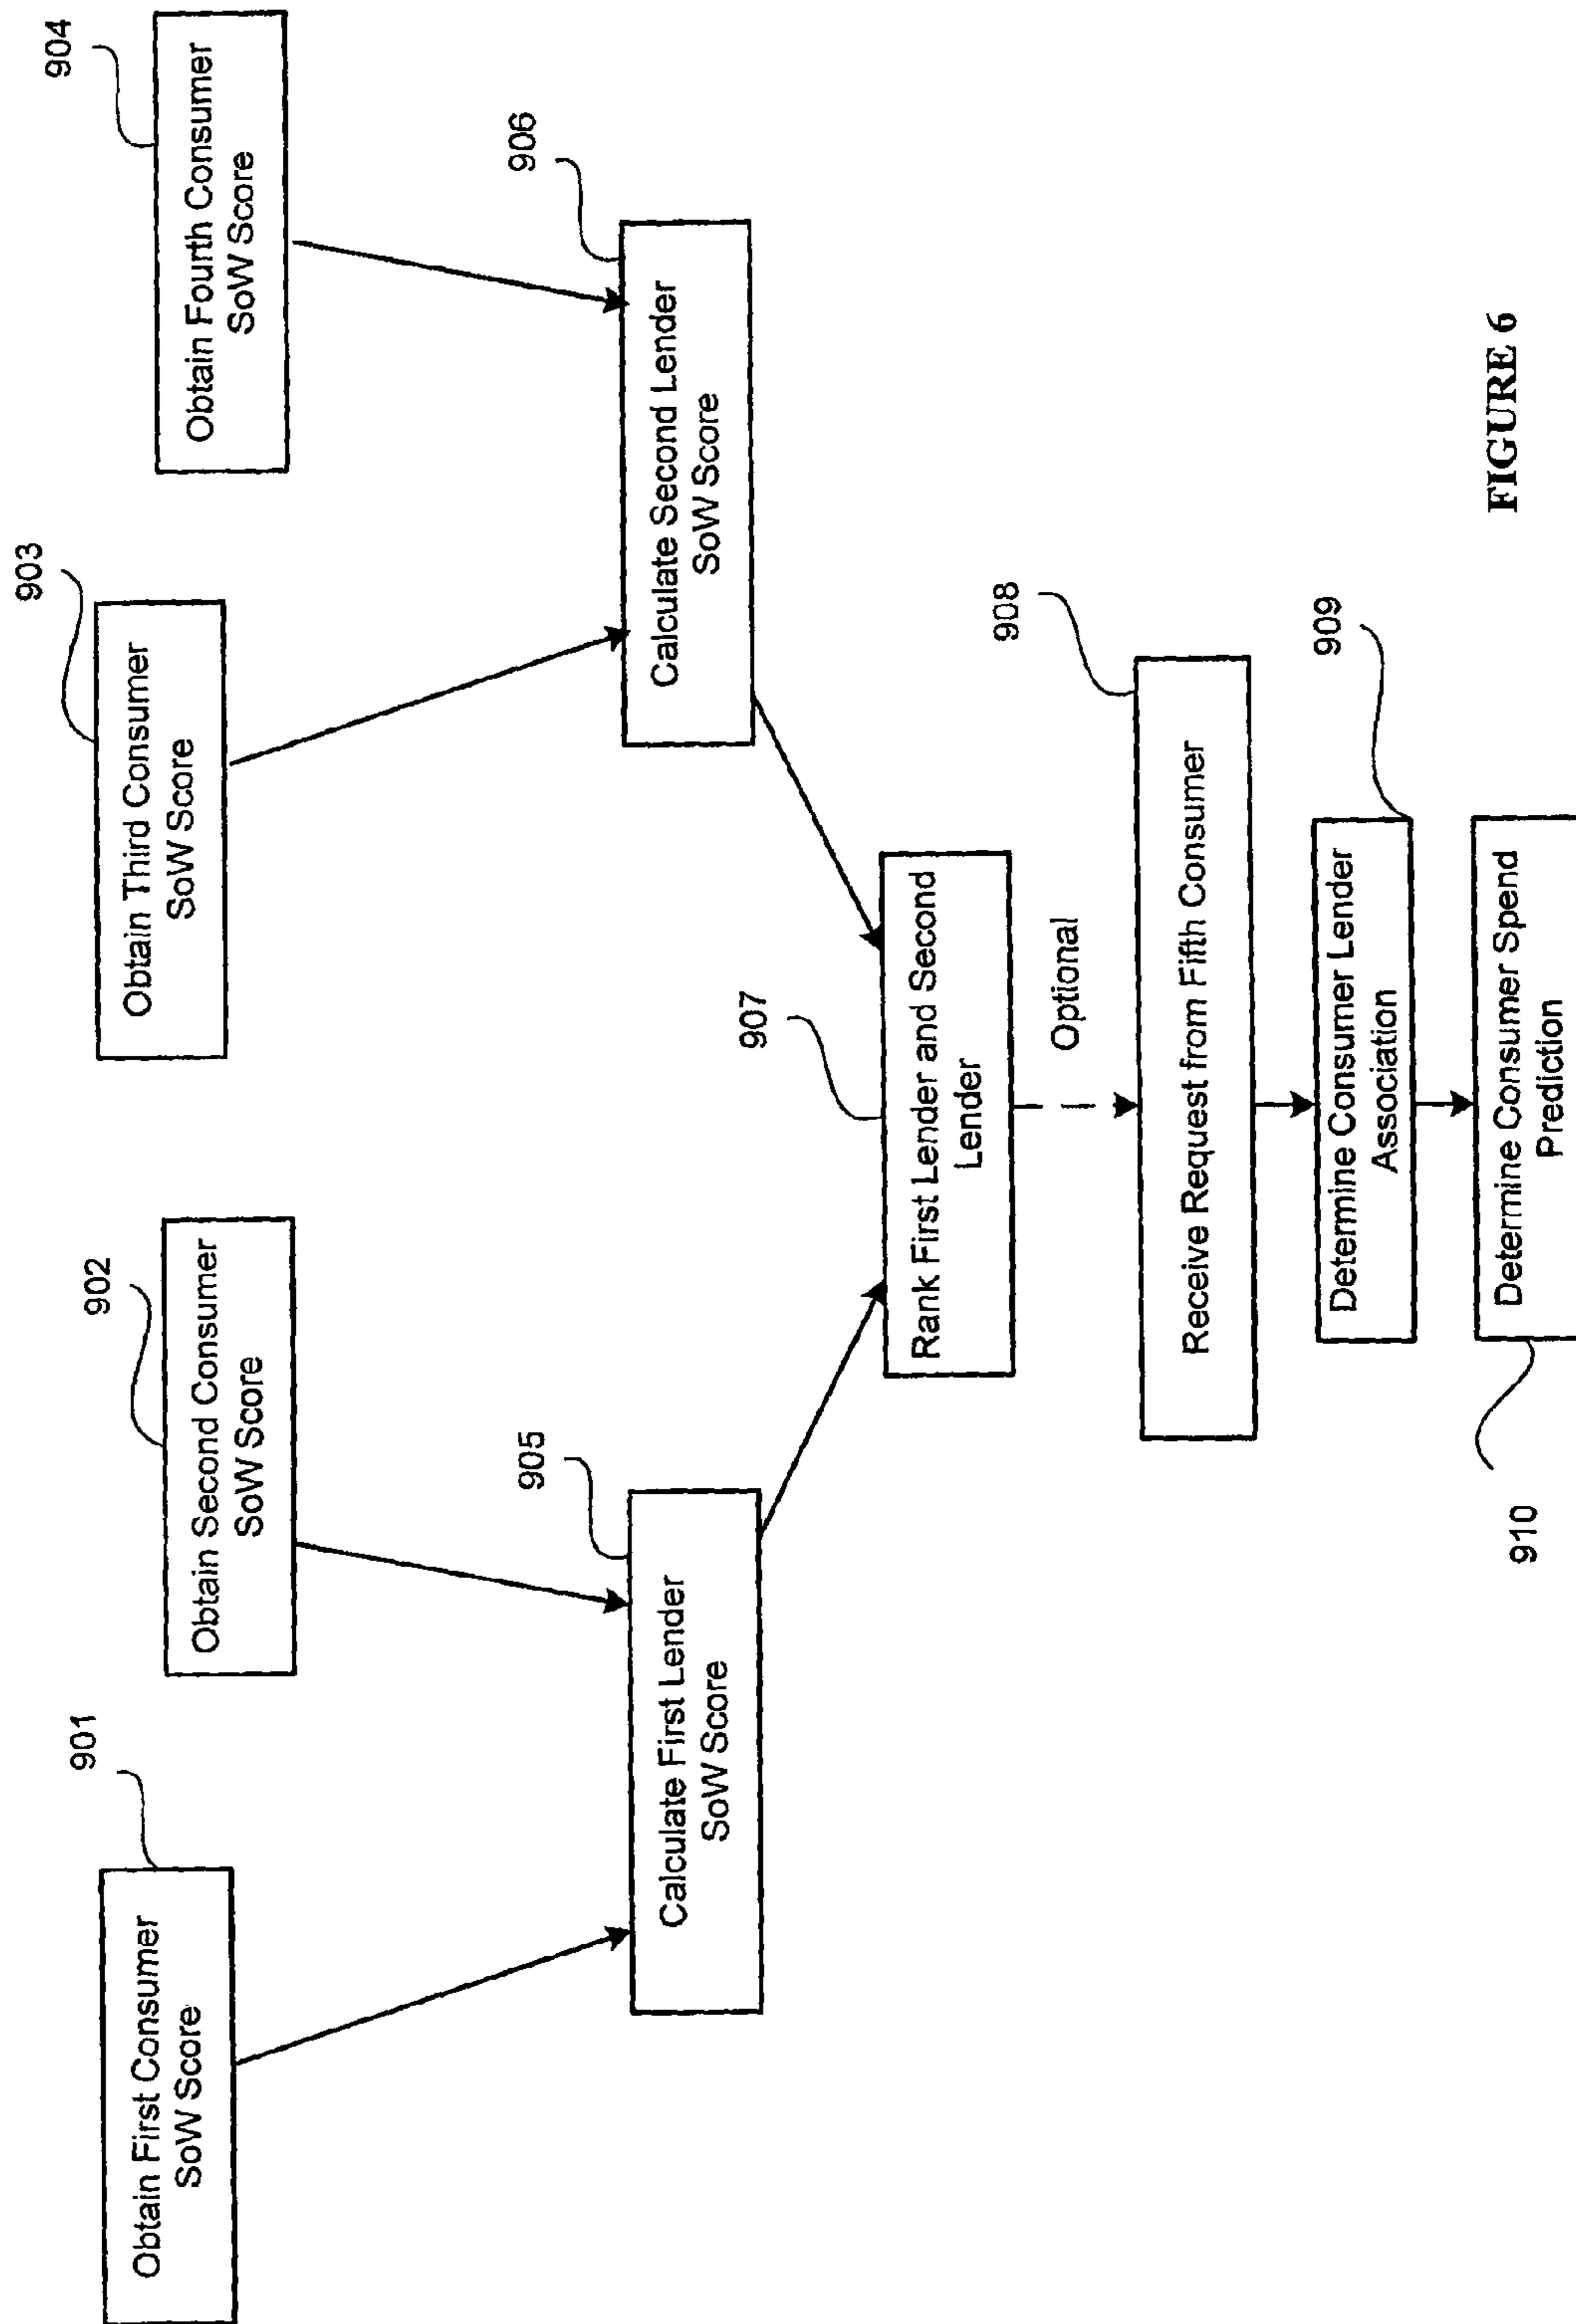 901
Obtain First Consumer
SoW Score
902
Obtain Second Consumer
SoW Score
903
Obtain Third Consumer
SoW Score
904
Obtain Fourth Consumer
SoW Score
905
Calculate First Lender
SoW Score
906
Calculate Second Lender
SoW Score
907
Rank First Lender and Second
Lender
Optional
908
Receive Request from Fifth Consumer
909
Determine Consumer Lender
Association
910
Determine Consumer Spend
Prediction
FIGURE 6